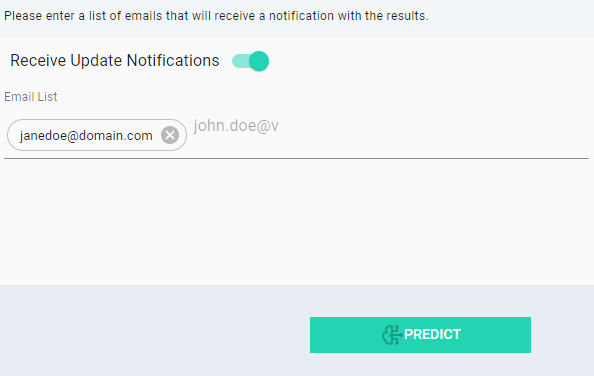 Please enter a list of emails that will receive a notification with the results.
Receive Update Notifications
Email List
janedoe@domain.com john.doe@v
PREDICT